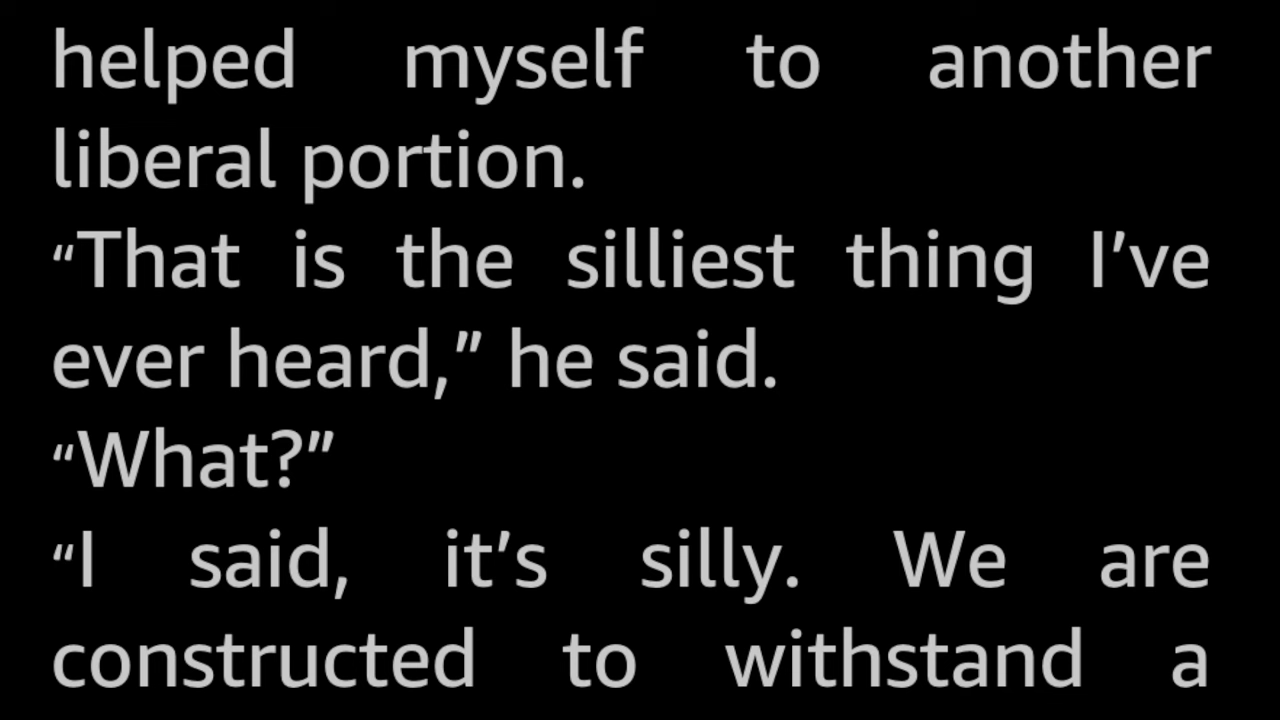 helped myself to another
liberal portion.
“That is the silliest thing I’ve
ever heard,” he said.
“What?”
“I said, it’s silly. We are
constructed to withstand a